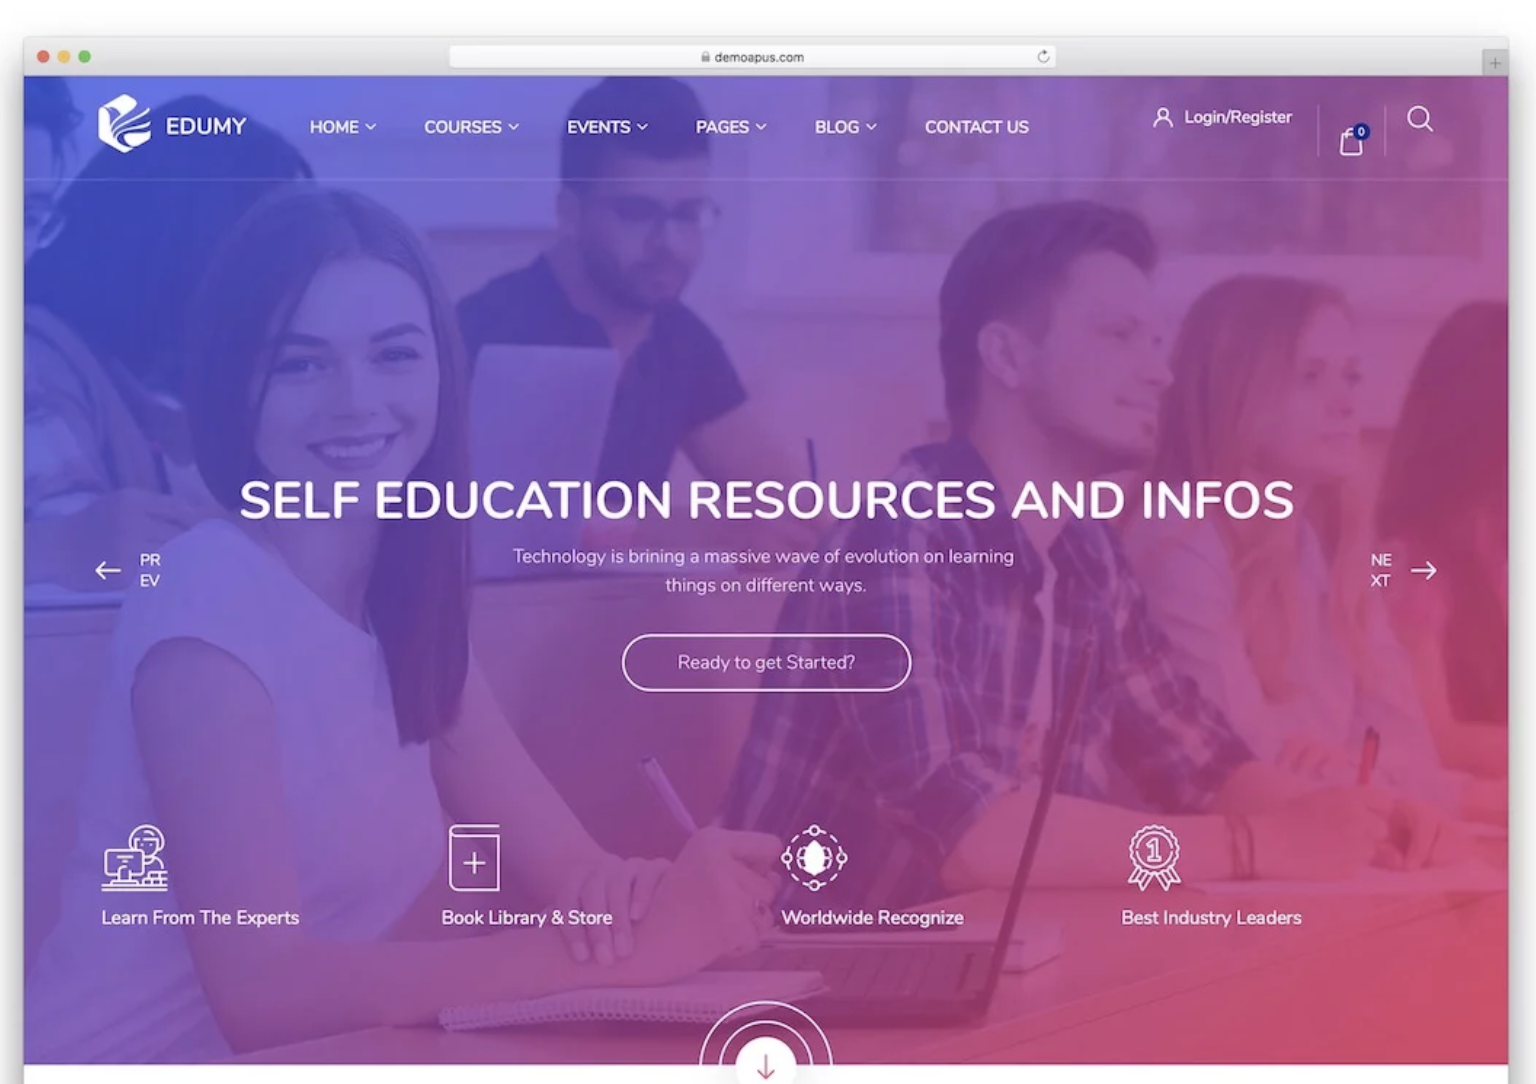 demoapus.com
EDUMY
HOME
COURSES
EVENTS
PAGES
BLOG
CONTACT US
Login/Register
0
SELF EDUCATION RESOURCES AND INFOS
Technology is brining a massive wave of evolution on learning
things on different ways.
PR
EV
NE
XT
Ready to get Started?
1
Learn From The Experts
Book Library & Store
Worldwide Recognize
Best Industry Leaders